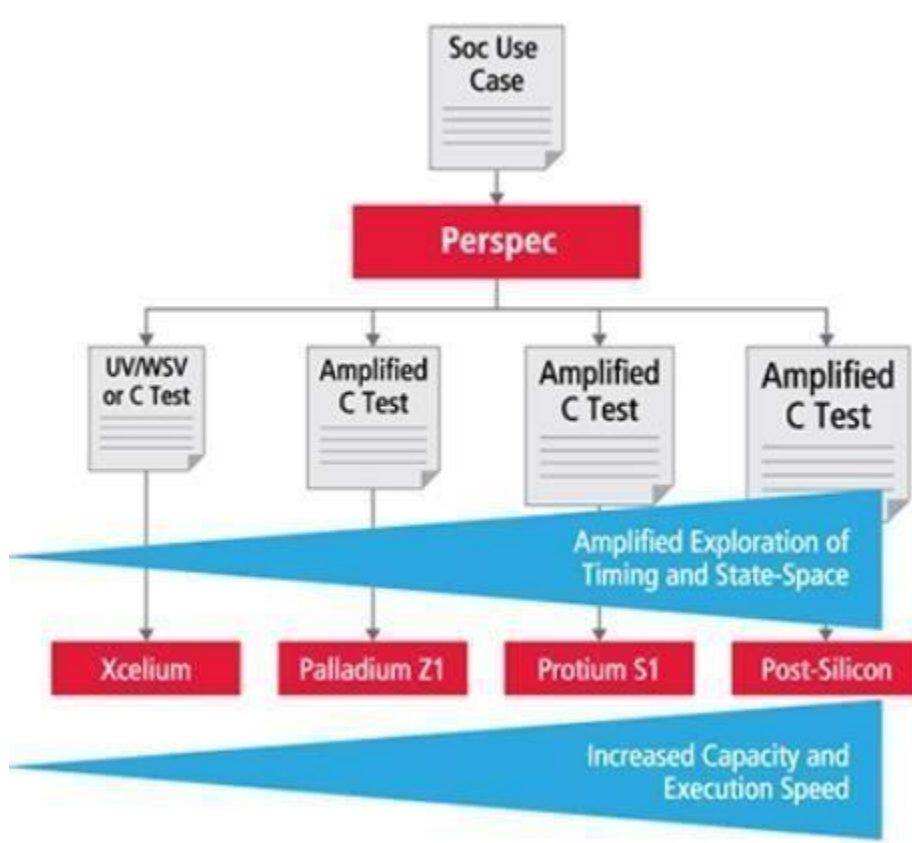 Soc Use
Case
Perspec
UV/WSV
or C Test
Amplified
C Test
Amplified
C Test
Amplified
C Test
Amplified Exploration of
Timing and State-Space
Xcelium
Palladium Z1
Protium S1
Post-Silicon
Increased Capacity and
Execution Speed